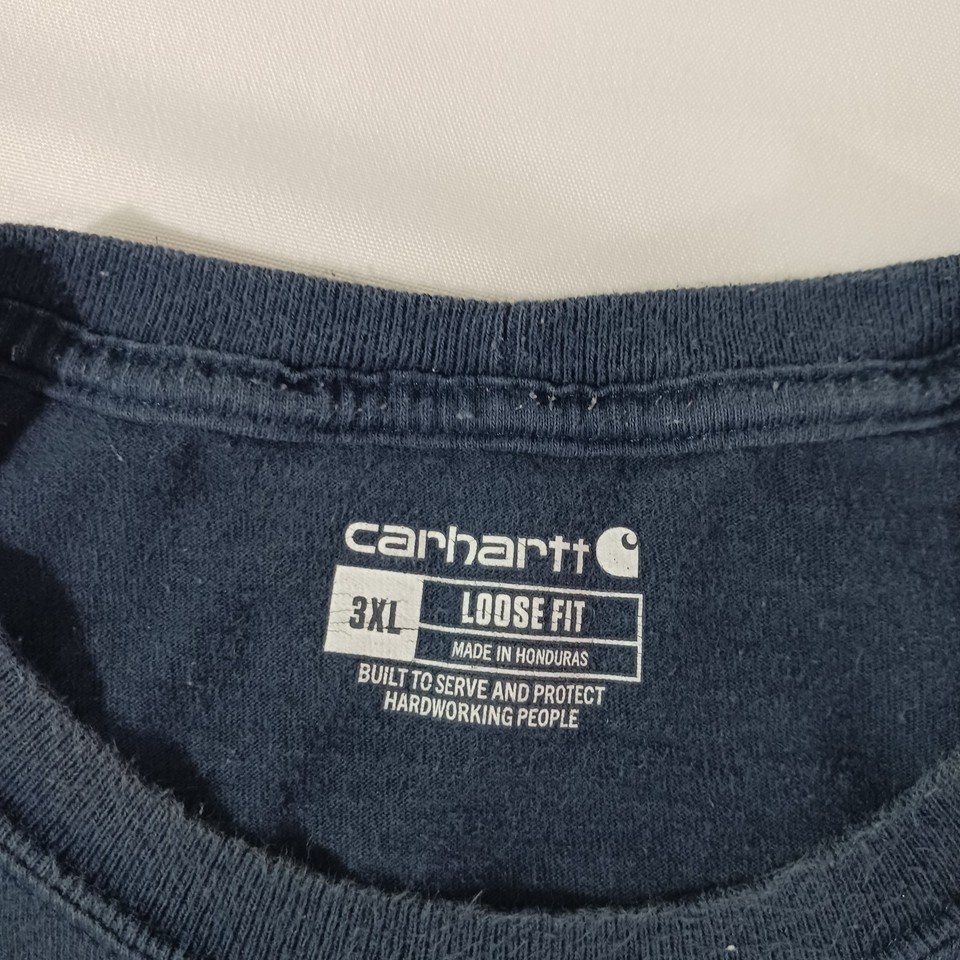 carhartt
3XL LOOSE FIT
MADE IN HONDURAS
BUILT TO SERVE AND PROTECT
HARDWORKING PEOPLE